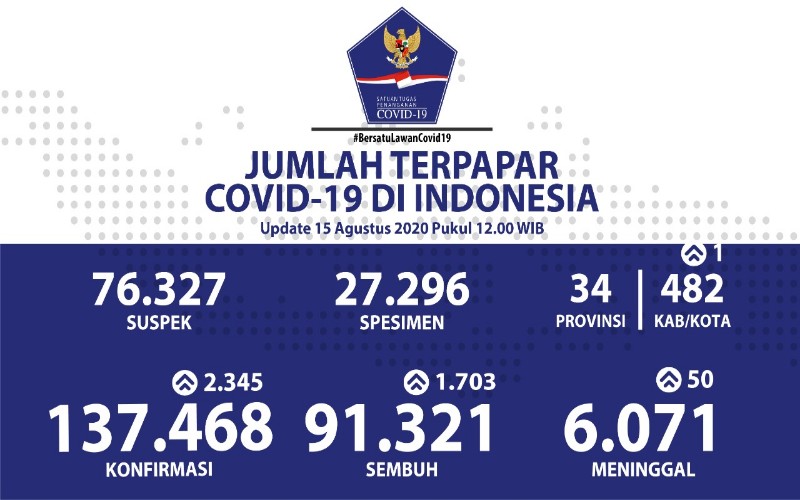 SATUAN TUGAS
PENANGANAN
COVID-19
#BersatuLawanCovid19
JUMLAH TERPAPAR
COVID-19 DI INDONESIA
Update 15 Agustus 2020 Pukul 12.00 WIB
76.327
SUSPEK
27.296
SPESIMEN
34
PROVINSI
1
482
KAB/KOTA
2.345
137.468
KONFIRMASI
1.703
91.321
SEMBUH
50
6.071
MENINGGAL